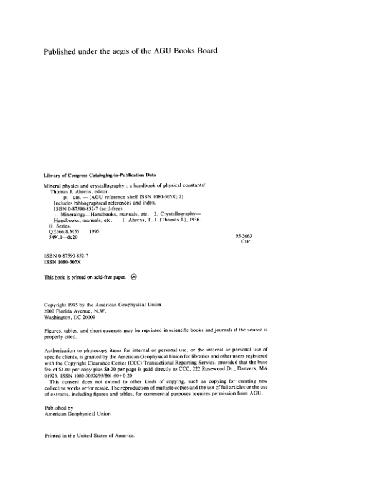 Published under the aegis of the AGU Books Board
Library of Congress Cataloging-in-Publication Data
Mineral physics and crystallography : a handbook of physical constants/
Thomas J. Ahrens, editor
p. cm. — (AGU reference shelf ISSN 1080-305X; 2)
Includes bibliographical references and index.
ISBN 0-87590-852-7 (acid-free)
Mineralogy—Handbooks, manuals, etc. 2. Crystallography—
Handbooks, manuals, etc. I. Ahrens, T. J. (Thomas J.), 1936
II. Series.
1995
549'.1—dc20 95-3663
CIP
ISBN 0-87590-852-7
ISSN 1080-305X
This book is printed on acid-free paper.
Copyright 1995 by the American Geophysical Union
2000 Florida Avenue, N.W.
Washington, DC 20009
Figures, tables, and short excerpts may be reprinted in scientific books and journals if the source is
properly cited.
Authorization to photocopy items for internal or personal use, or the internal or personal use of
specific clients, is granted by the American Geophysical Union for libraries and other users registered
with the Copyright Clearance Center (CCC) Transactional Reporting Service, provided that the base
fee of $1.00 per copy plus $0.20 per page is paid directly to CCC, 222 Rosewood Dr., Danvers, MA
01923. ISSN 1080-305X/95/$01.00+0.20
This consent does not extend to other kinds of copying, such as copying for creating new
collective works or for resale. The reproduction of multiple copies and the use of full articles or the use
of extracts, including figures and tables, for commercial purposes requires permission from AGU.
Published by
American Geophysical Union
Printed in the United States of America.